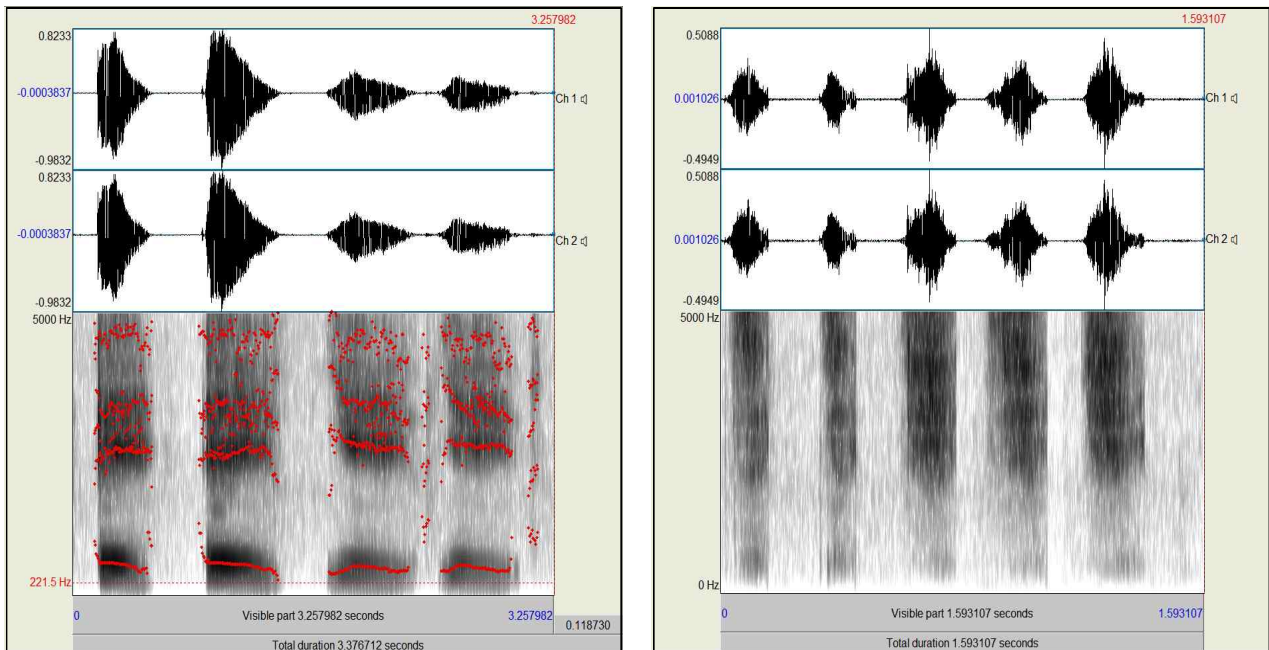 3.257982
0.8233
-0.0003837
Ch 1
-0.9832
0.8233
-0.0003837
Ch 2
-0.9832
5000 Hz
221.5 Hz
0 Visible part 3.257982 seconds 3.257982
0.118730
Total duration 3.376712 seconds
1.593107
0.5088
0.001026
Ch 1
-0.4949
0.5088
0.001026
Ch 2
-0.4949
5000 Hz
0 Hz
0 Visible part 1.593107 seconds 1.593107
Total duration 1.593107 seconds